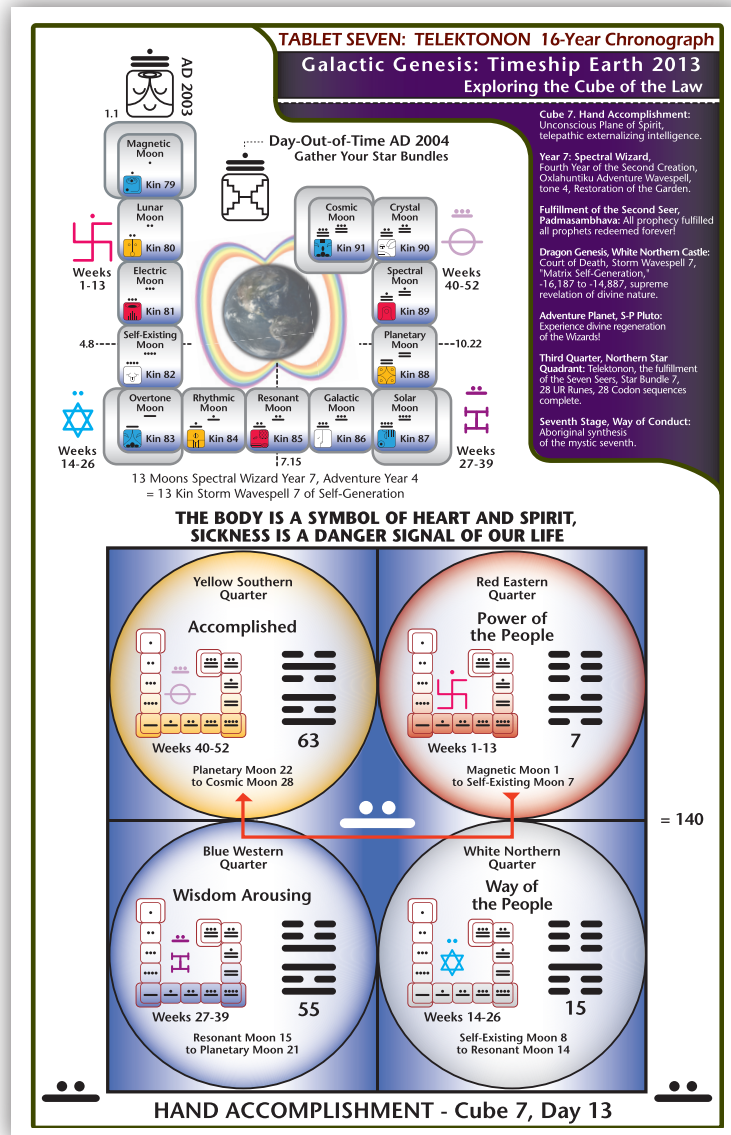 TABLET SEVEN: TELEKTONON 16-Year Chronograph
Galactic Genesis: Timeship Earth 2013
Exploring the Cube of the Law
Cube 7. Hand Accomplishment:
Unconscious Plane of Spirit,
telepathic externalizing intelligence.
Year 7: Spectral Wizard,
Fourth Year of the Second Creation,
Oxlahuntiku Adventure Wavespell,
tone 4, Restoration of the Garden.
Fulfillment of the Second Seer,
Padmasambhava: All prophecy fulfilled
all prophets redeemed forever!
Dragon Genesis, White Northern Castle:
Court of Death, Storm Wavespell 7,
"Matrix Self-Generation,"
-16,187 to -14,887, supreme
revelation of divine nature.
Adventure Planet, S-P Pluto:
Experience divine regeneration
of the Wizards!
Third Quarter, Northern Star
Quadrant: Telektonon, the fulfillment
of the Seven Seers, Star Bundle 7,
28 UR Runes, 28 Codon sequences
complete.
Seventh Stage, Way of Conduct:
Aboriginal synthesis
of the mystic seventh.
AD 2003
1.1
Day-Out-of-Time AD 2004
Gather Your Star Bundles
Magnetic
Moon
Kin 79
Lunar
Moon
Kin 80
Weeks
1-13
Electric
Moon
Kin 81
4.8
Self-Existing
Moon
Kin 82
Overtone
Moon
Kin 83
Weeks
14-26
Rhythmic
Moon
Kin 84
Resonant
Moon
Kin 85
7.15
Galactic
Moon
Kin 86
Solar
Moon
Kin 87
Weeks
27-39
Planetary
Moon
Kin 88
10.22
Spectral
Moon
Kin 89
Crystal
Moon
Kin 90
Weeks
40-52
Cosmic
Moon
Kin 91
13 Moons Spectral Wizard Year 7, Adventure Year 4
= 13 Kin Storm Wavespell 7 of Self-Generation
THE BODY IS A SYMBOL OF HEART AND SPIRIT,
SICKNESS IS A DANGER SIGNAL OF OUR LIFE
Yellow Southern
Quarter
Accomplished
63
Weeks 40-52
Planetary Moon 22
to Cosmic Moon 28
Red Eastern
Quarter
Power of
the People
7
Weeks 1-13
Magnetic Moon 1
to Self-Existing Moon 7
= 140
Blue Western
Quarter
Wisdom Arousing
55
Weeks 27-39
Resonant Moon 15
to Planetary Moon 21
White Northern
Quarter
Way of
the People
15
Weeks 14-26
Self-Existing Moon 8
to Resonant Moon 14
HAND ACCOMPLISHMENT - Cube 7, Day 13